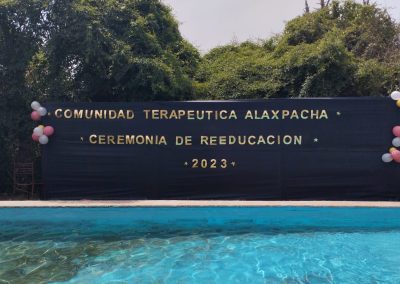 COMUNIDAD TERAPEUTICA ALAXPACHA
CEREMONIA DE REEDUCACION
2023